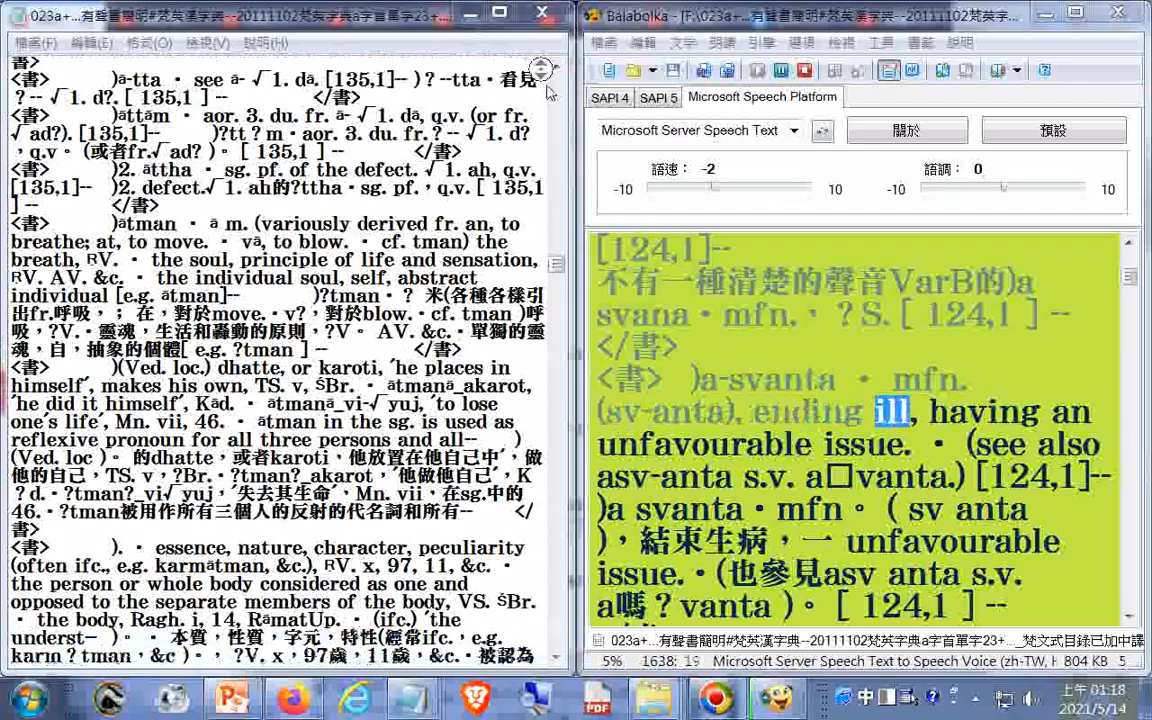 023a+...有聲書簡明#梵英漢字典--20111102梵英字典a字首單字23+...
檔案(F) 編輯(E) 格式(O) 檢視(V) 說明(H)
書>
<書> )ā-tta ‧ see ā- √1. dā. [135,1]-- )? --tta‧看見
? -- √1. d?. [ 135,1 ] -- </書>
<書> )āttām ‧ aor. 3. du. fr. ā- √1. dā, q.v. (or fr.
√ad?). [135,1]-- )?tt ? m‧aor. 3. du. fr. ? -- √1. d?
，q.v。 (或者fr.√ad? )。[ 135,1 ] -- </書>
<書> )2. āttha ‧ sg. pf. of the defect. √1. ah, q.v.
[135,1]-- )2. defect.√1. ah的?ttha‧sg. pf.，q.v. [ 135,1
] -- </書>
<書> )ātman ‧ ā m. (variously derived fr. an, to
breathe; at, to move. ‧ vā, to blow. ‧ cf. tman) the
breath, RV. ‧ the soul, principle of life and sensation,
RV. AV. &c. ‧ the individual soul, self, abstract
individual [e.g. ātman]-- )?tman‧? 米(各種各樣引
出fr.呼吸，；在，對於move.‧v?，對於blow.‧cf. tman )呼
吸，?V.‧靈魂，生活和轟動的原則，?V。 AV. &c.‧單獨的靈
魂，自，抽象的個體[ e.g. ?tman ] -- </書>
<書> )(Ved. loc.) dhatte, or karoti, 'he places in
himself', makes his own, TS. v, ŚBr. ‧ ātmanā_akarot,
'he did it himself', Kād. ‧ ātmanā_vi-√yuj, 'to lose
one's life', Mn. vii, 46. ‧ ātman in the sg. is used as
reflexive pronoun for all three persons and all-- )
(Ved. loc )。的dhatte，或者karoti，'他放置在他自己中'，做
他的自己，TS. v，?Br.‧?tman?_akarot，'他做他自己'，K
? d.‧?tman?_vi√yuj，'失去其生命'，Mn. vii，在sg.中的
46.‧?tman被用作所有三個人的反射的代名詞和所有-- </
書>
<書> ). ‧ essence, nature, character, peculiarity
(often ifc., e.g. karmātman, &c.), RV. x, 97, 11, &c. ‧
the person or whole body considered as one and
opposed to the separate members of the body, VS. ŚBr.
‧ the body, Ragh. i, 14, RāmatUp. ‧ (ifc.) 'the
underst-- )。‧本質，性質，字元，特性(經常ifc.，e.g.
karm ? tman，&c )。，?V. x，97歲，11歲，&c.‧被認為
Balabolka - [F:\023a+...有聲書簡明#梵英漢字典--20111102梵英字...
檔案 編輯 文字 朗讀 引擎 選項 檢視 工具 書籤 說明
SAPI 4 SAPI 5 Microsoft Speech Platform
Microsoft Server Speech Text 關於 預設
語速： -2 語調： 0
-10 10 -10 10
[124,1]--
不有一種清楚的聲音VarB的)a
svana‧mfn.，?S. [ 124,1 ] --
</書>
<書> )a-svanta ‧ mfn.
(sv-anta), ending ill, having an
unfavourable issue. ‧ (see also
asv-anta s.v. a□vanta.) [124,1]--
)a svanta‧mfn。( sv anta
)，結束生病，一 unfavourable
issue.‧(也參見asv anta s.v.
a嗎？vanta )。[ 124,1 ] --
023a+...有聲書簡明#梵英漢字典--20111102梵英字典a字首單字23+..._梵文式目錄已加中譯
5% 1638: 19 Microsoft Server Speech Text to Speech Voice (zh-TW, H 804 KB 5
中
上午 01:18
2021/5/14